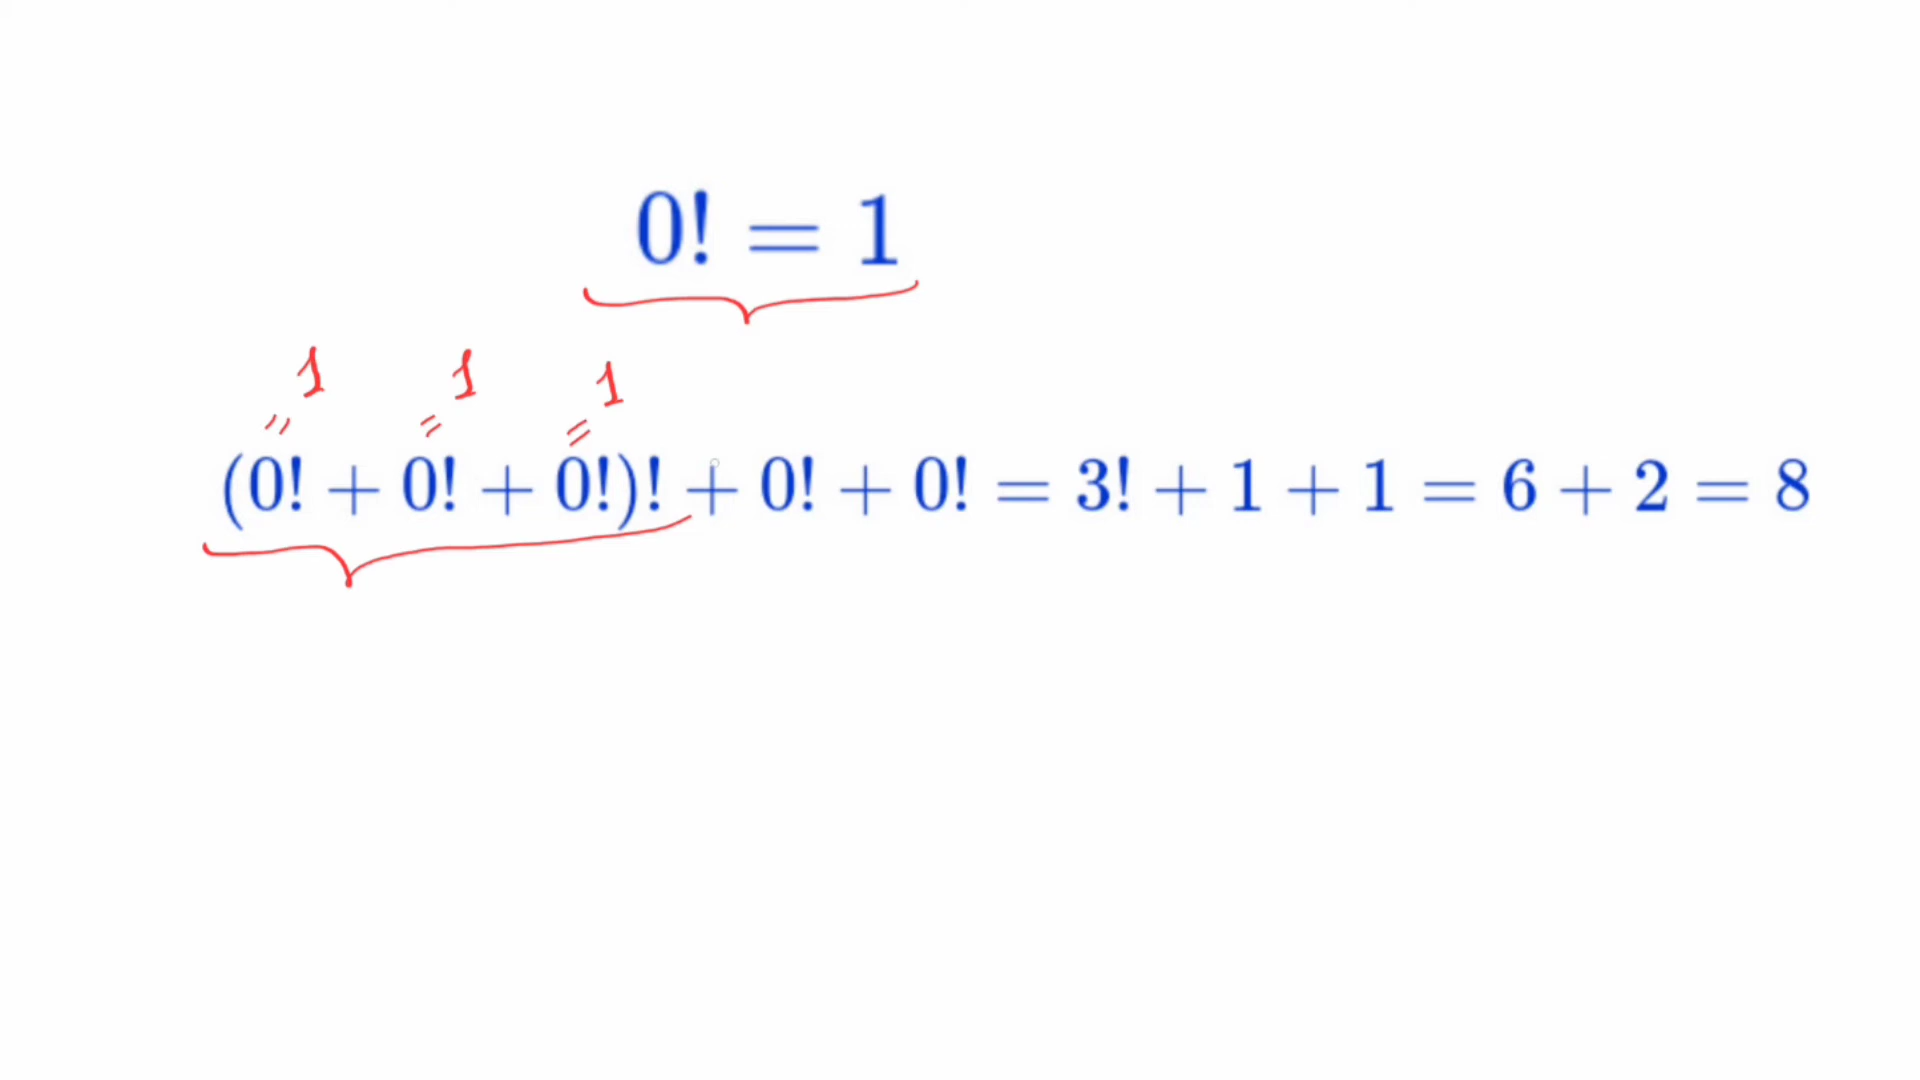 0! = 1
" 1 = 1 = 1
(0! + 0! + 0!)! + 0! + 0! = 3! + 1 + 1 = 6 + 2 = 8